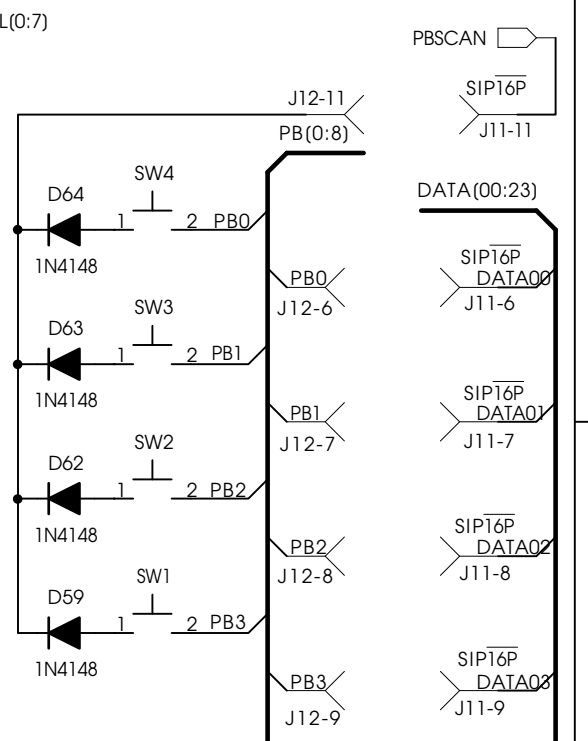 L(0:7)
PBSCAN
SIP16P
J12-11
J11-11
PB(0:8)
SW4
D64
DATA(00:23)
1
2
PB0
1N4148
SIP16P
PB0
DATA00
J12-6
J11-6
SW3
D63
1
2
PB1
1N4148
SIP16P
PB1
DATA01
J12-7
J11-7
SW2
D62
1
2
PB2
1N4148
SIP16P
PB2
DATA02
J12-8
J11-8
SW1
D59
1
2
PB3
1N4148
SIP16P
PB3
DATA03
J12-9
J11-9